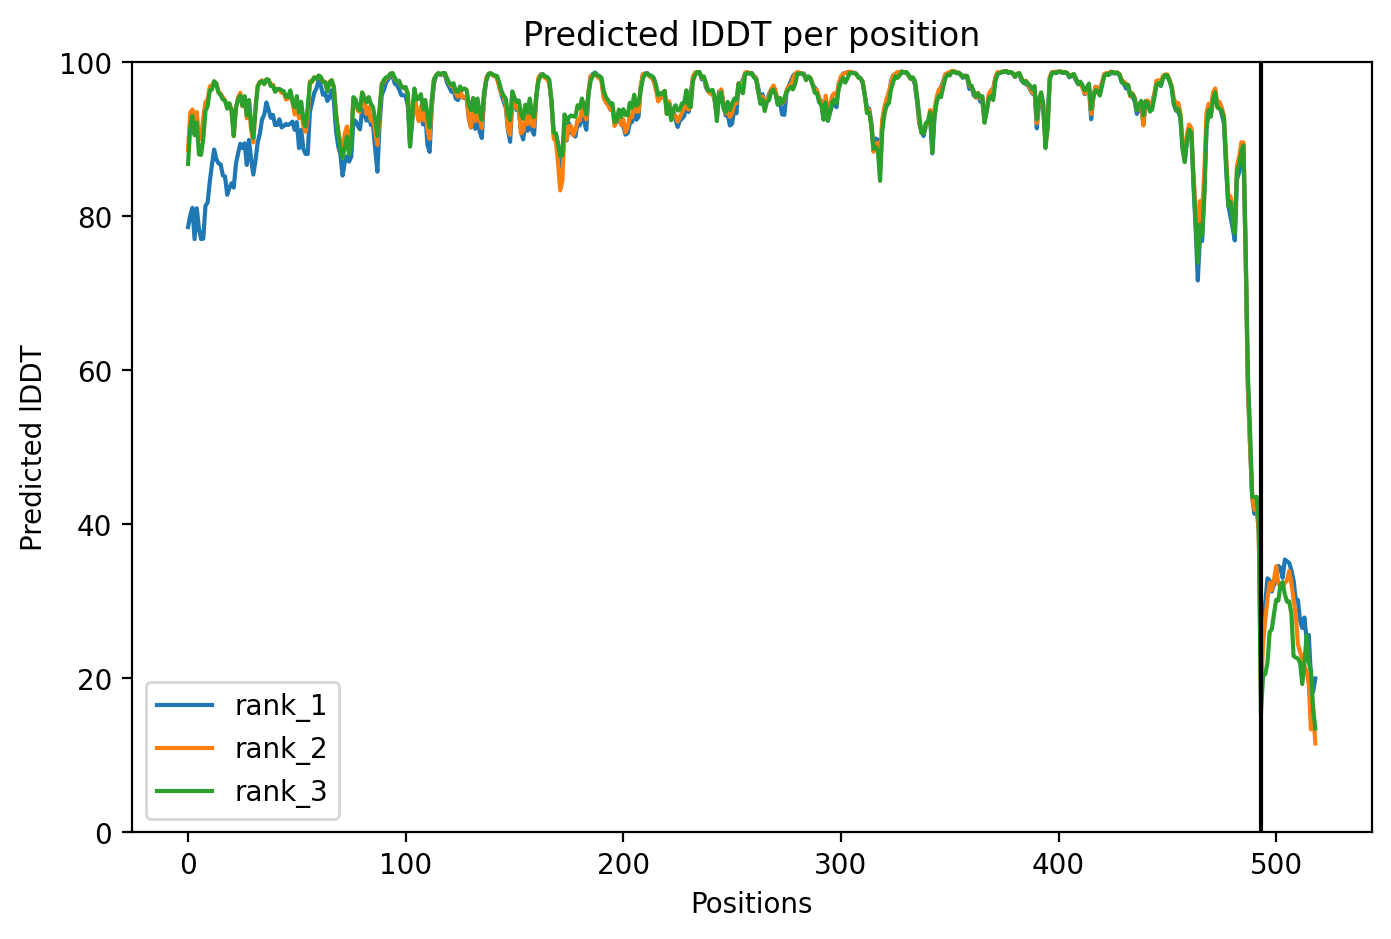 Predicted lDDT per position
100
80
60
40
20
0
Predicted lDDT
rank_1
rank_2
rank_3
0 100 200 300 400 500
Positions